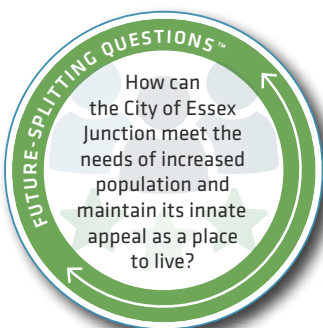 FUTURE-SPLITTING QUESTIONS™
How can
the City of Essex
Junction meet the
needs of increased
population and
maintain its innate
appeal as a place
to live?